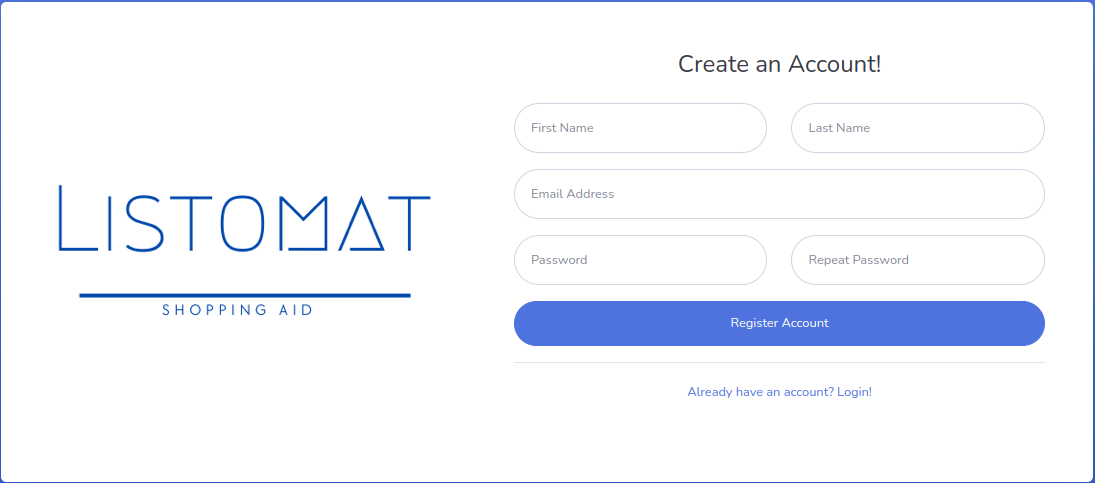 LISTOMAT
SHOPPING AID
Create an Account!
First Name
Last Name
Email Address
Password
Repeat Password
Register Account
Already have an account? Login!